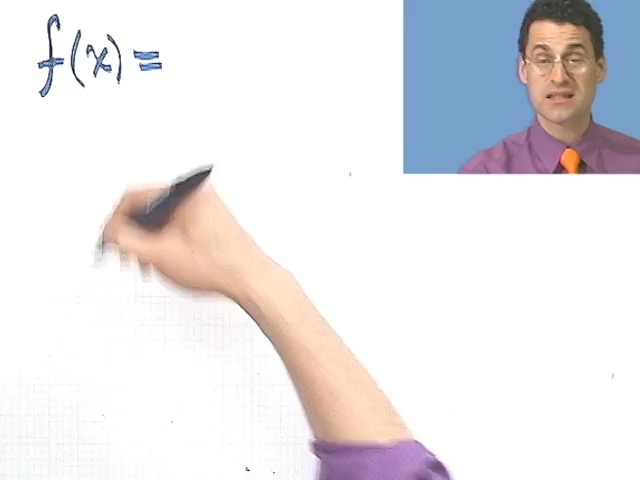 f(x) =